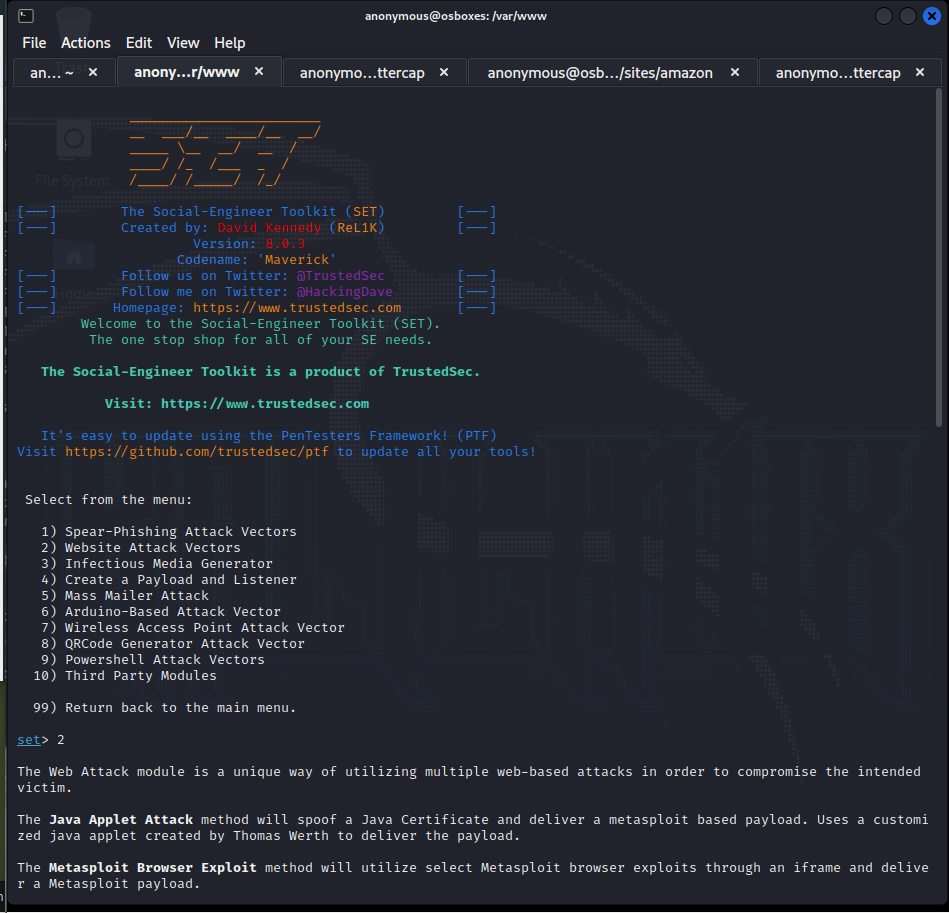 anonymous@osboxes: /var/www
File Actions Edit View Help
an... ~ ×
anony...r/www ×
anonymo...ttercap ×
anonymous@osb.../sites/amazon ×
anonymo...ttercap ×
File System
Home
[---] The Social-Engineer Toolkit (SET) [---]
[---] Created by: David Kennedy (ReL1K) [---]
Version: 8.0.3
Codename: 'Maverick'
[---] Follow us on Twitter: @TrustedSec [---]
[---] Follow me on Twitter: @HackingDave [---]
[---] Homepage: https://www.trustedsec.com [---]
Welcome to the Social-Engineer Toolkit (SET).
The one stop shop for all of your SE needs.
The Social-Engineer Toolkit is a product of TrustedSec.
Visit: https://www.trustedsec.com
It's easy to update using the PenTesters Framework! (PTF)
Visit https://github.com/trustedsec/ptf to update all your tools!
Select from the menu:
1) Spear-Phishing Attack Vectors
2) Website Attack Vectors
3) Infectious Media Generator
4) Create a Payload and Listener
5) Mass Mailer Attack
6) Arduino-Based Attack Vector
7) Wireless Access Point Attack Vector
8) QRCode Generator Attack Vector
9) Powershell Attack Vectors
10) Third Party Modules
99) Return back to the main menu.
set> 2
The Web Attack module is a unique way of utilizing multiple web-based attacks in order to compromise the intended
victim.
The Java Applet Attack method will spoof a Java Certificate and deliver a metasploit based payload. Uses a customi
zed java applet created by Thomas Werth to deliver the payload.
The Metasploit Browser Exploit method will utilize select Metasploit browser exploits through an iframe and delive
r a Metasploit payload.